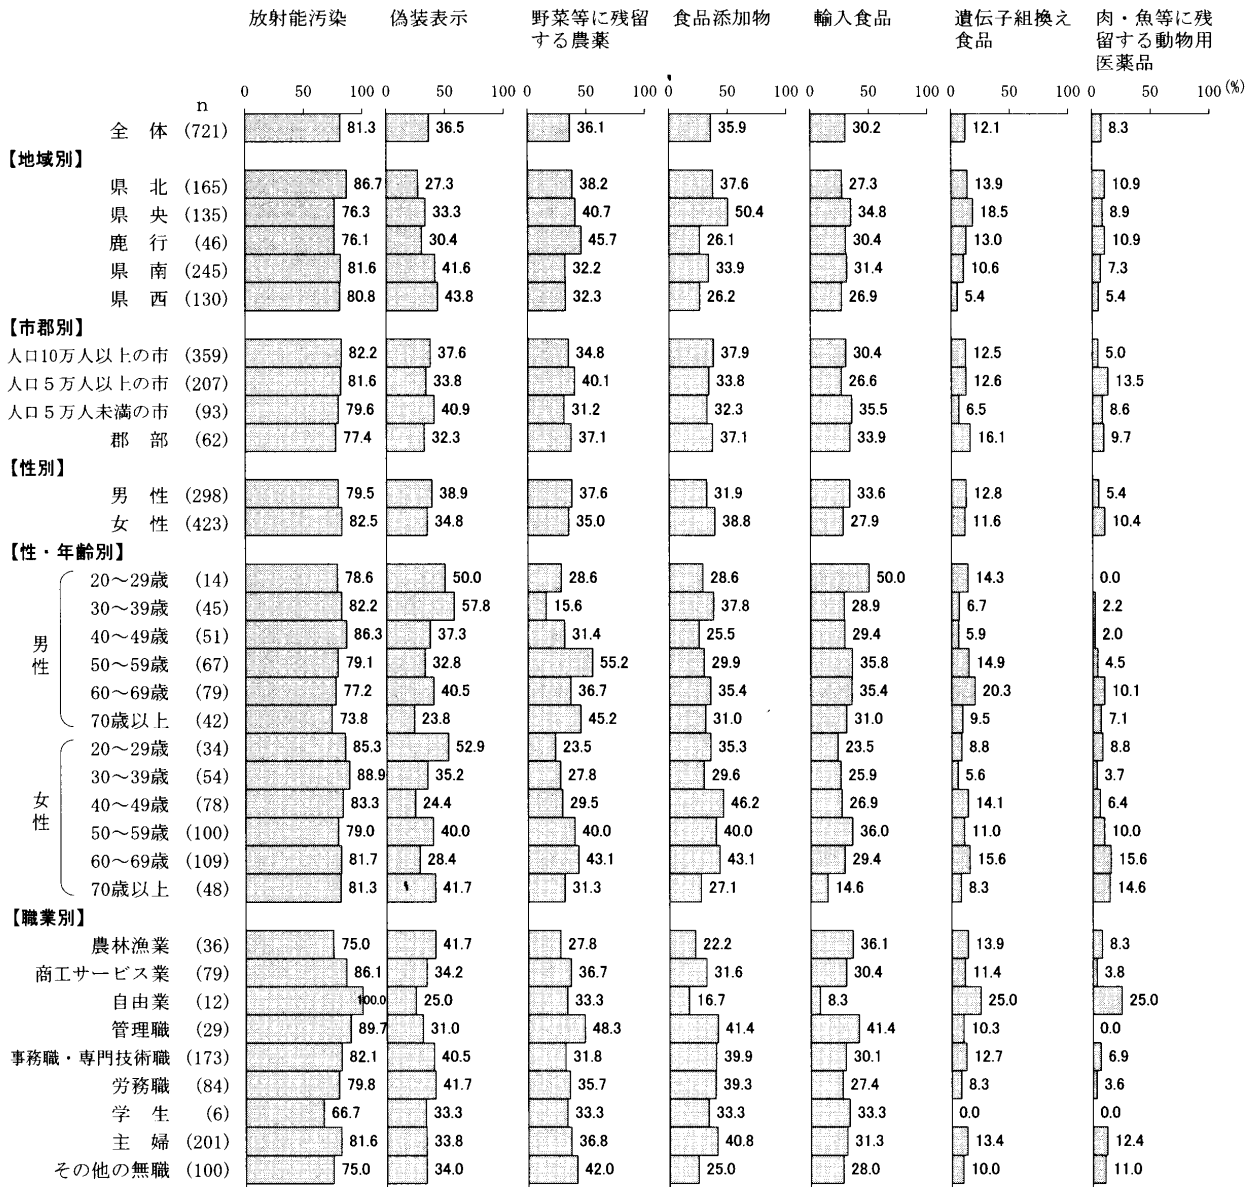 放射能汚染 偽装表示 野菜等に残留 食品添加物 輸入食品 遺伝子組換え 肉・魚等に残
する農薬 食品 留する動物用
医薬品
n 0 50 100 0 50 100 0 50 100 0 50 100 0 50 100 0 50 100 0 50 100 (%)
全 体 (721) 81.3 36.5 36.1 35.9 30.2 12.1 8.3
【地域別】
県 北 (165) 86.7 27.3 38.2 37.6 27.3 13.9 10.9
県 央 (135) 76.3 33.3 40.7 50.4 34.8 18.5 8.9
鹿 行 (46) 76.1 30.4 45.7 26.1 30.4 13.0 10.9
県 南 (245) 81.6 41.6 32.2 33.9 31.4 10.6 7.3
県 西 (130) 80.8 43.8 32.3 26.2 26.9 5.4 5.4
【市郡別】
人口10万人以上の市 (359) 82.2 37.6 34.8 37.9 30.4 12.5 5.0
人口5万人以上の市 (207) 81.6 33.8 40.1 33.8 26.6 12.6 13.5
人口5万人未満の市 (93) 79.6 40.9 31.2 32.3 35.5 6.5 8.6
郡 部 (62) 77.4 32.3 37.1 37.1 33.9 16.1 9.7
【性別】
男 性 (298) 79.5 38.9 37.6 31.9 33.6 12.8 5.4
女 性 (423) 82.5 34.8 35.0 38.8 27.9 11.6 10.4
【性・年齢別】
男性
20～29歳 (14) 78.6 50.0 28.6 28.6 50.0 14.3 0.0
30～39歳 (45) 82.2 57.8 15.6 37.8 28.9 6.7 2.2
40～49歳 (51) 86.3 37.3 31.4 25.5 29.4 5.9 2.0
50～59歳 (67) 79.1 32.8 55.2 29.9 35.8 14.9 4.5
60～69歳 (79) 77.2 40.5 36.7 35.4 35.4 20.3 10.1
70歳以上 (42) 73.8 23.8 45.2 31.0 31.0 9.5 7.1
女性
20～29歳 (34) 85.3 52.9 23.5 35.3 23.5 8.8 8.8
30～39歳 (54) 88.9 35.2 27.8 29.6 25.9 5.6 3.7
40～49歳 (78) 83.3 24.4 29.5 46.2 26.9 14.1 6.4
50～59歳 (100) 79.0 40.0 40.0 40.0 36.0 11.0 10.0
60～69歳 (109) 81.7 28.4 43.1 43.1 29.4 15.6 15.6
70歳以上 (48) 81.3 41.7 31.3 27.1 14.6 8.3 14.6
【職業別】
農林漁業 (36) 75.0 41.7 27.8 22.2 36.1 13.9 8.3
商工サービス業 (79) 86.1 34.2 36.7 31.6 30.4 11.4 3.8
自由業 (12) 100.0 25.0 33.3 16.7 8.3 25.0 25.0
管理職 (29) 89.7 31.0 48.3 41.4 41.4 10.3 0.0
事務職・専門技術職 (173) 82.1 40.5 31.8 39.9 30.1 12.7 6.9
労務職 (84) 79.8 41.7 35.7 39.3 27.4 8.3 3.6
学 生 (6) 66.7 33.3 33.3 33.3 33.3 0.0 0.0
主 婦 (201) 81.6 33.8 36.8 40.8 31.3 13.4 12.4
その他の無職 (100) 75.0 34.0 42.0 25.0 28.0 10.0 11.0